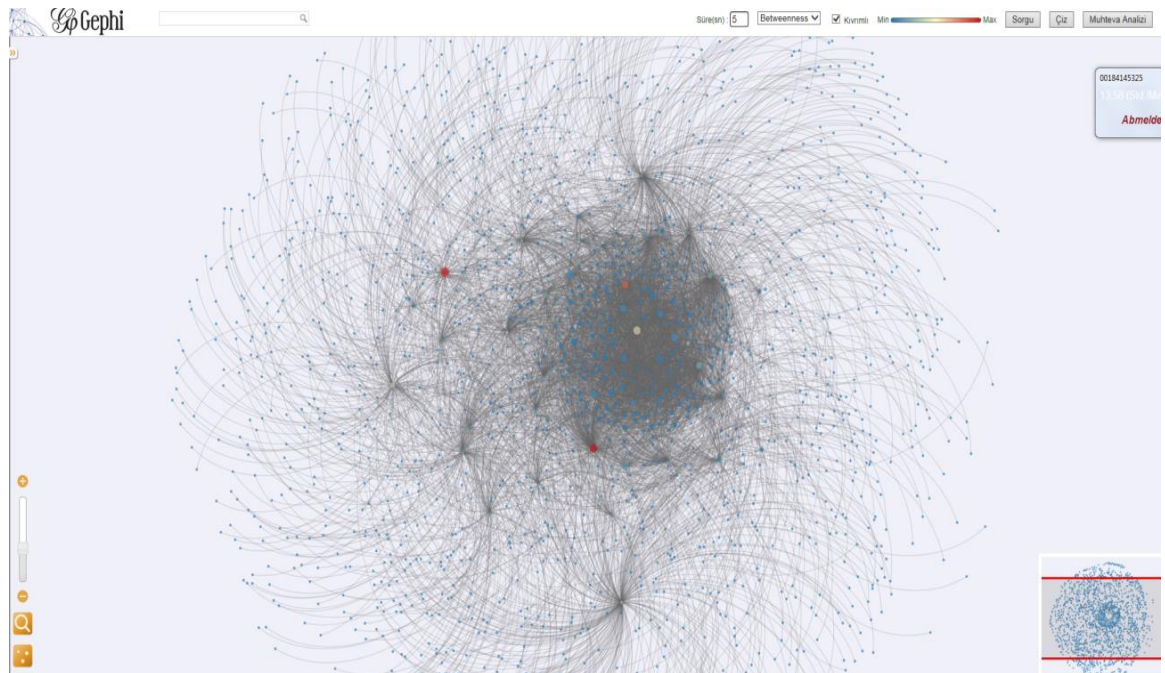 Gephi
Süre(sn) : 5 Betweenness Kıvrımlı Min Max Sorgu Çiz Muhteva Analizi
00184145325
Abmelde